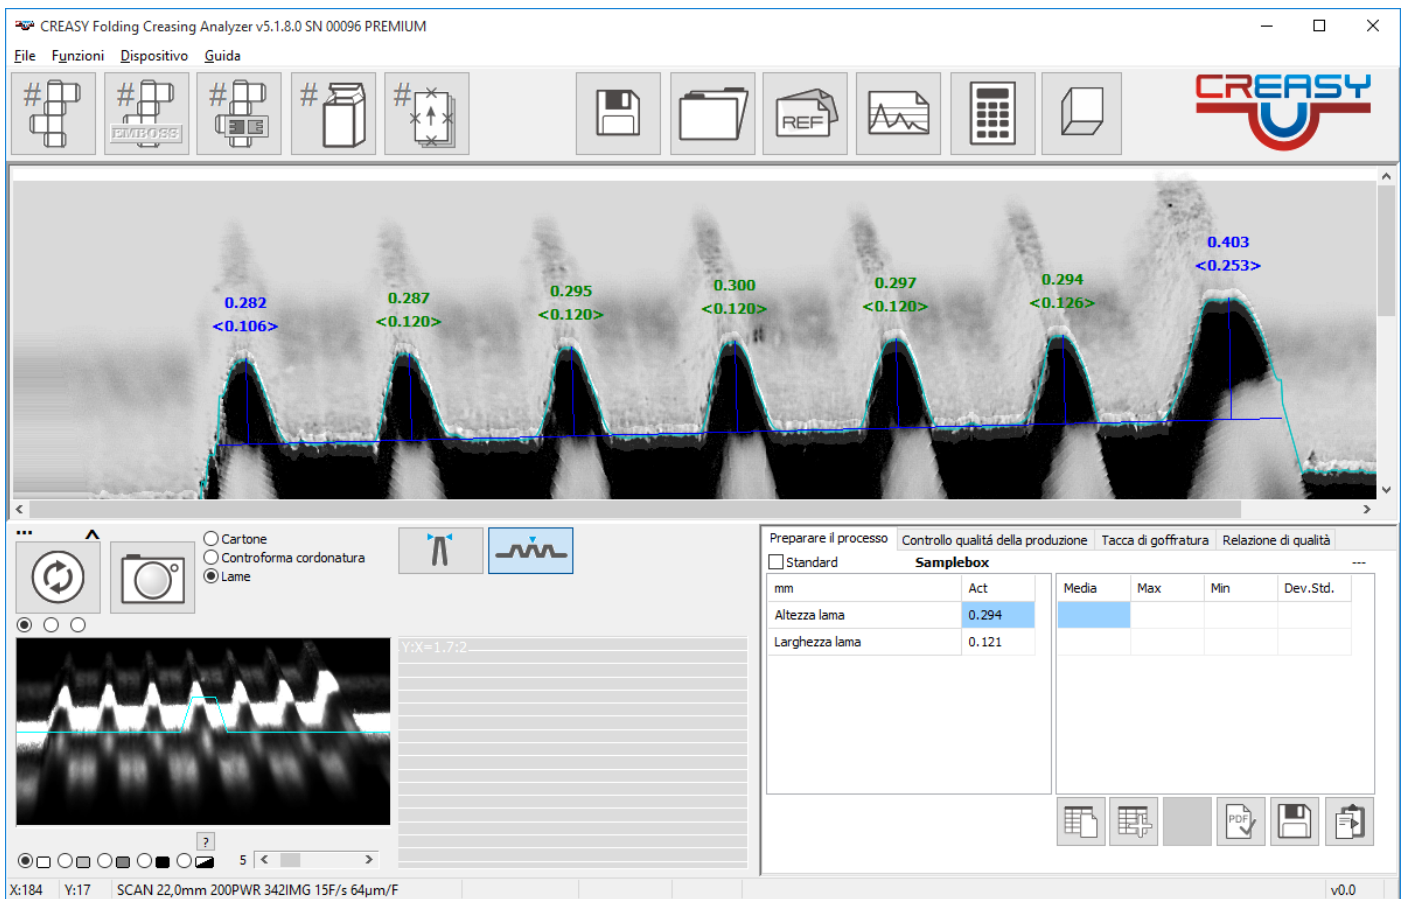 CREASY Folding Creasing Analyzer v5.1.8.0 SN 00096 PREMIUM
File Funzioni Dispositivo Guida
# # # # #
EMBOSS
REF
CREASY
0.403
<0.253>
0.294
<0.126>
0.297
<0.120>
0.300
<0.120>
0.295
<0.120>
0.287
<0.120>
0.282
<0.106>
Cartone
Controforma cordonatura
Lame
Y:X=1.7:2
?
5
Preparare il processo Controllo qualitá della produzione Tacca di goffratura Relazione di qualità
Standard Samplebox ---
mm Act Media Max Min Dev.Std.
Altezza lama 0.294
Larghezza lama 0.121
PDF
X:184 Y:17 SCAN 22,0mm 200PWR 342IMG 15F/s 64µm/F v0.0